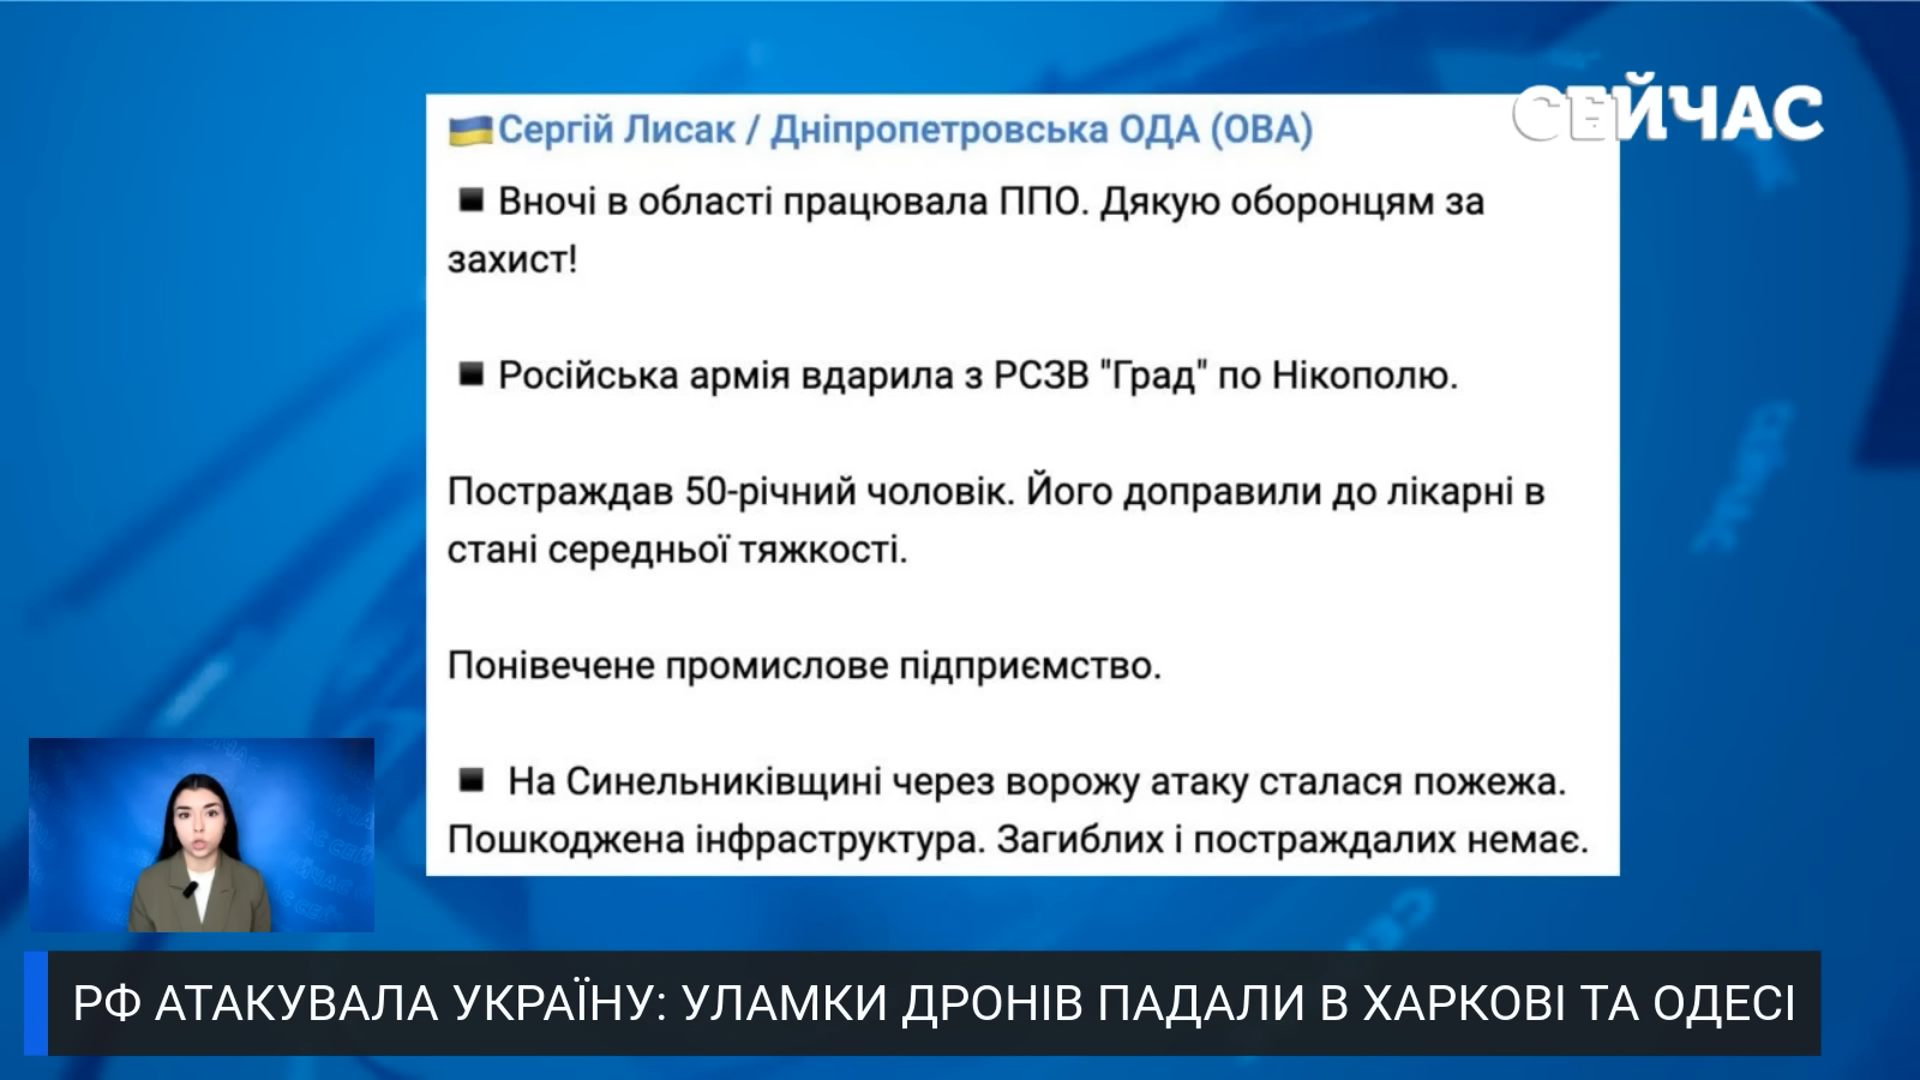 СЕЙЧАС
Сергій Лисак / Дніпропетровська ОДА (ОВА)
Вночі в області працювала ППО. Дякую оборонцям за
захист!
Російська армія вдарила з РСЗВ "Град" по Нікополю.
Постраждав 50-річний чоловік. Його доправили до лікарні в
стані середньої тяжкості.
Понівечене промислове підприємство.
На Синельниківщині через ворожу атаку сталася пожежа.
Пошкоджена інфраструктура. Загиблих і постраждалих немає.
РФ АТАКУВАЛА УКРАЇНУ: УЛАМКИ ДРОНІВ ПАДАЛИ В ХАРКОВІ ТА ОДЕСІ